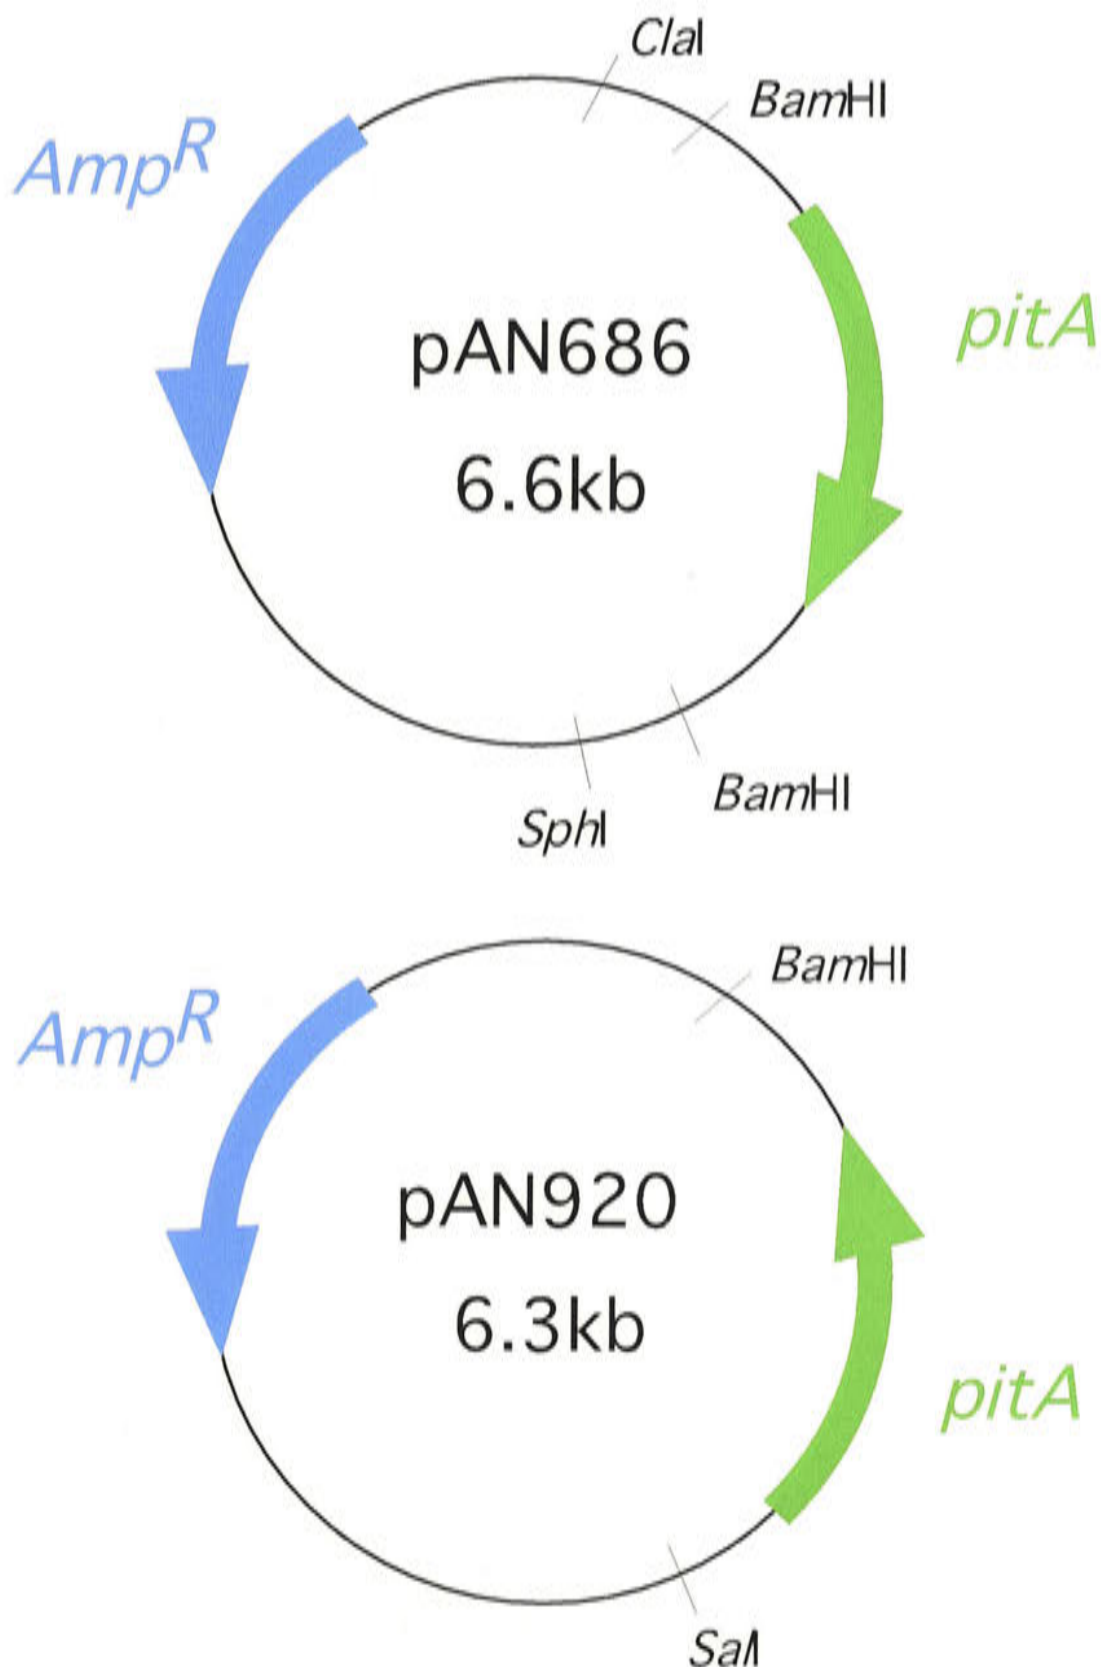 ClaI
BamHI
AmpR
pitA
pAN686
6.6kb
BamHI
SphI
BamHI
AmpR
pAN920
6.3kb
pitA
SalI